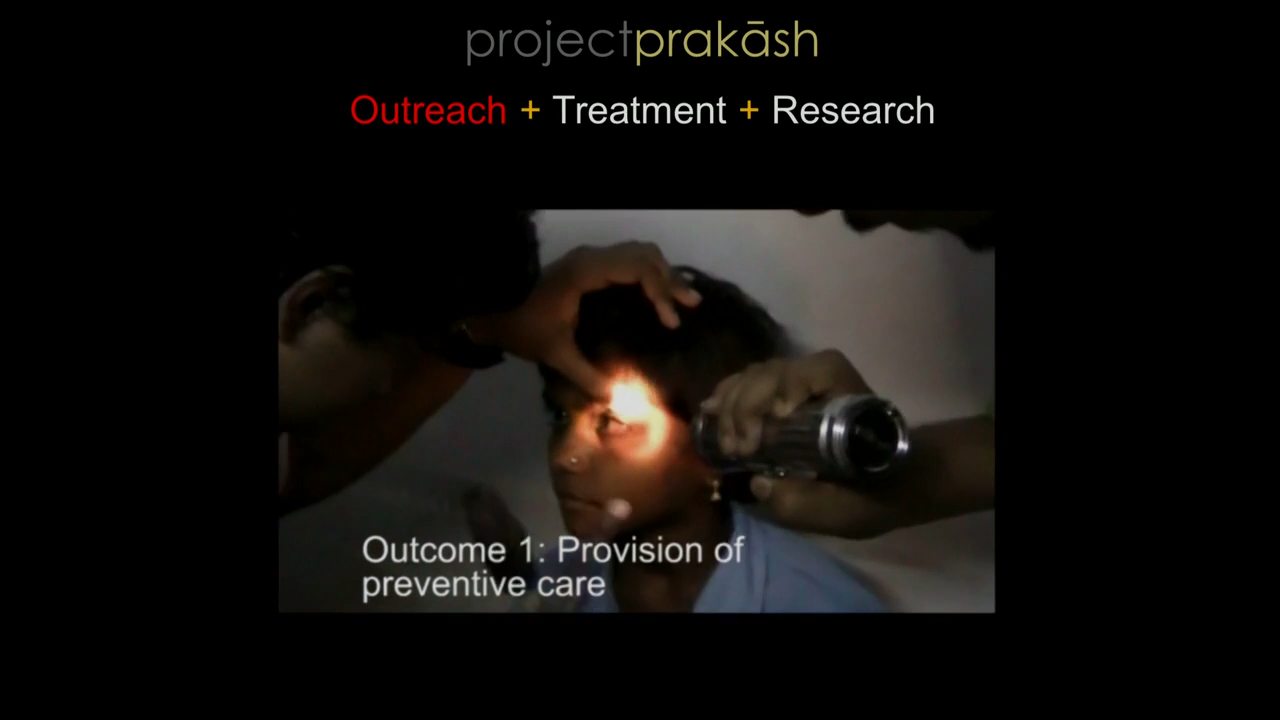 projectprakāsh
Outreach + Treatment + Research
Outcome 1: Provision of
preventive care